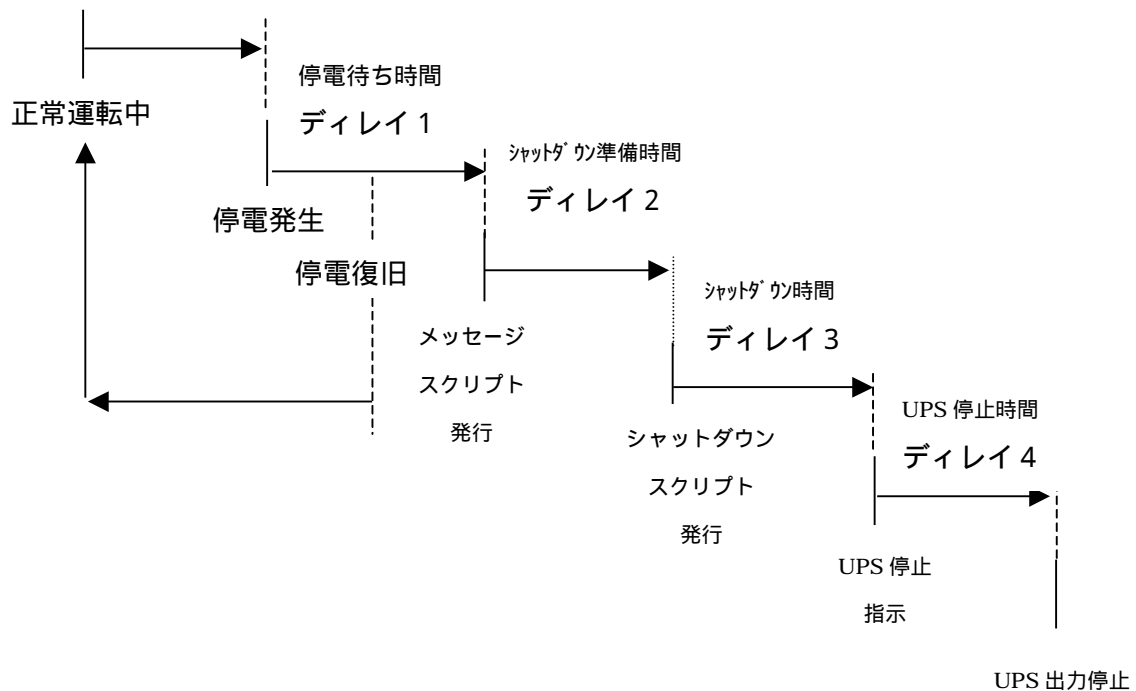 停電待ち時間
正常運転中
ディレイ 1
ｼｬｯﾄﾀﾞｳﾝ準備時間
ディレイ 2
停電発生
停電復旧
ｼｬｯﾄﾀﾞｳﾝ時間
ディレイ 3
メッセージ
スクリプト
発行
UPS 停止時間
ディレイ 4
シャットダウン
スクリプト
発行
UPS 停止
指示
UPS 出力停止